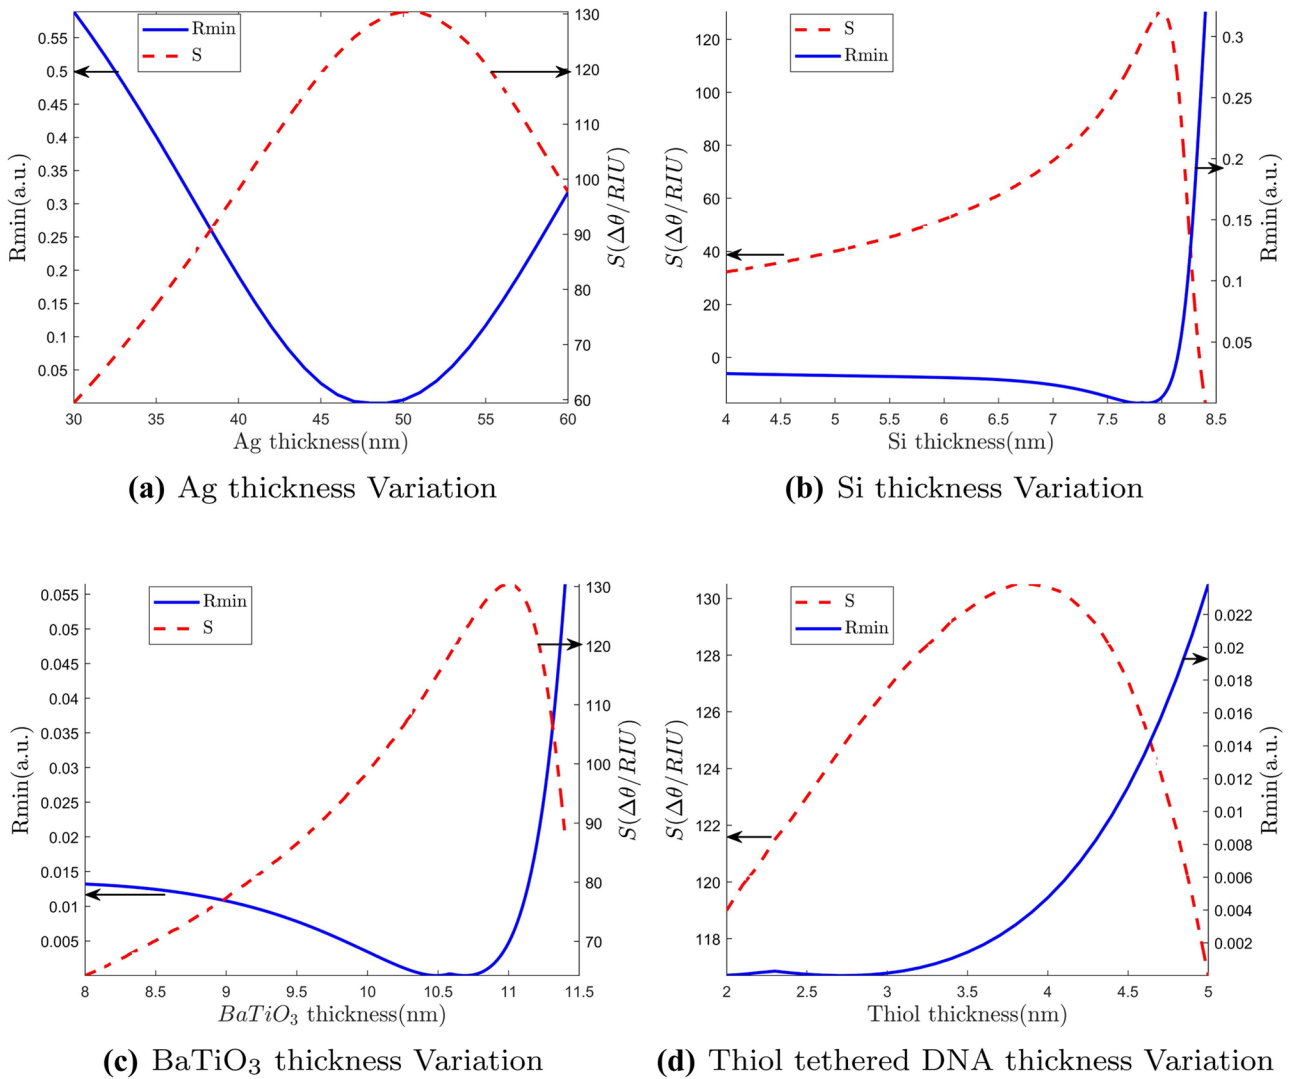 Rmin
S
0.55
0.5
0.45
0.4
0.35
0.3
0.25
0.2
0.15
0.1
0.05
Rmin(a.u.)
130
120
110
100
90
80
70
60
S(Δθ/RIU)
30 35 40 45 50 55 60
Ag thickness(nm)
(a) Ag thickness Variation
S
Rmin
120
100
80
60
40
20
0
S(Δθ/RIU)
0.3
0.25
0.2
0.15
0.1
0.05
Rmin(a.u.)
4 4.5 5 5.5 6 6.5 7 7.5 8 8.5
Si thickness(nm)
(b) Si thickness Variation
Rmin
S
0.055
0.05
0.045
0.04
0.035
0.03
0.025
0.02
0.015
0.01
0.005
Rmin(a.u.)
130
120
110
100
90
80
70
S(Δθ/RIU)
8 8.5 9 9.5 10 10.5 11 11.5
BaTiO₃ thickness(nm)
(c) BaTiO₃ thickness Variation
S
Rmin
130
128
126
124
122
120
118
S(Δθ/RIU)
0.022
0.02
0.018
0.016
0.014
0.012
0.01
0.008
0.006
0.004
0.002
Rmin(a.u.)
2 2.5 3 3.5 4 4.5 5
Thiol thickness(nm)
(d) Thiol tethered DNA thickness Variation